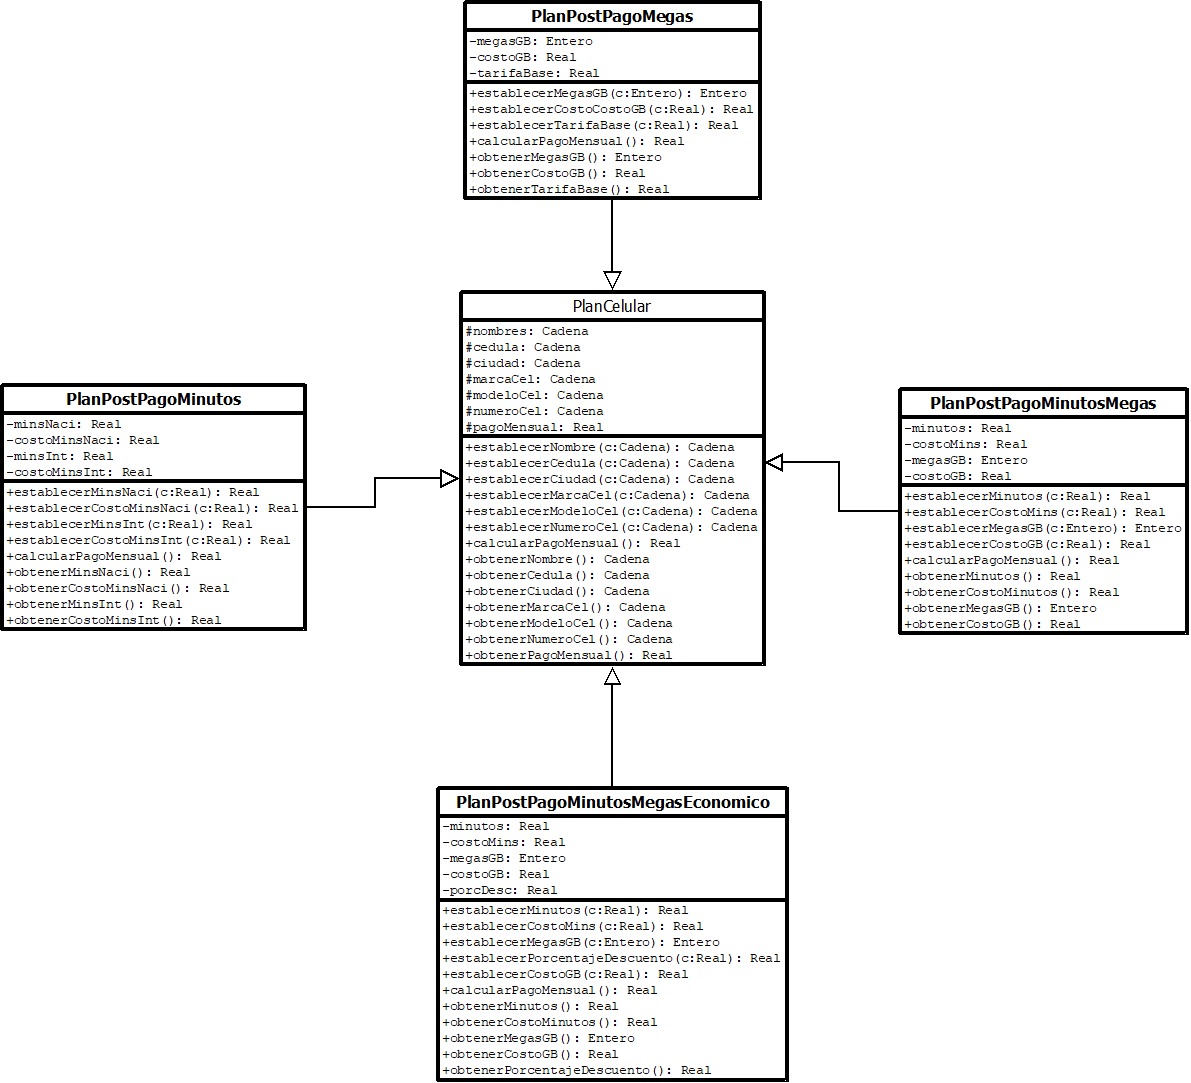 PlanPostPagoMegas
-megasGB: Entero
-costoGB: Real
-tarifaBase: Real
+establecerMegasGB(c:Entero): Entero
+establecerCostoCostoGB(c:Real): Real
+establecerTarifaBase(c:Real): Real
+calcularPagoMensual(): Real
+obtenerMegasGB(): Entero
+obtenerCostoGB(): Real
+obtenerTarifaBase(): Real
PlanCelular
#nombres: Cadena
#cedula: Cadena
#ciudad: Cadena
#marcaCel: Cadena
#modeloCel: Cadena
#numeroCel: Cadena
#pagoMensual: Real
+establecerNombre(c:Cadena): Cadena
+establecerCedula(c:Cadena): Cadena
+establecerCiudad(c:Cadena): Cadena
+establecerMarcaCel(c:Cadena): Cadena
+establecerModeloCel(c:Cadena): Cadena
+establecerNumeroCel(c:Cadena): Cadena
+calcularPagoMensual(): Real
+obtenerNombre(): Cadena
+obtenerCedula(): Cadena
+obtenerCiudad(): Cadena
+obtenerMarcaCel(): Cadena
+obtenerModeloCel(): Cadena
+obtenerNumeroCel(): Cadena
+obtenerPagoMensual(): Real
PlanPostPagoMinutos
-minsNaci: Real
-costoMinsNaci: Real
-minsInt: Real
-costoMinsInt: Real
+establecerMinsNaci(c:Real): Real
+establecerCostoMinsNaci(c:Real): Real
+establecerMinsInt(c:Real): Real
+establecerCostoMinsInt(c:Real): Real
+calcularPagoMensual(): Real
+obtenerMinsNaci(): Real
+obtenerCostoMinsNaci(): Real
+obtenerMinsInt(): Real
+obtenerCostoMinsInt(): Real
PlanPostPagoMinutosMegas
-minutos: Real
-costoMins: Real
-megasGB: Entero
-costoGB: Real
+establecerMinutos(c:Real): Real
+establecerCostoMins(c:Real): Real
+establecerMegasGB(c:Entero): Entero
+establecerCostoGB(c:Real): Real
+calcularPagoMensual(): Real
+obtenerMinutos(): Real
+obtenerCostoMinutos(): Real
+obtenerMegasGB(): Entero
+obtenerCostoGB(): Real
PlanPostPagoMinutosMegasEconomico
-minutos: Real
-costoMins: Real
-megasGB: Entero
-costoGB: Real
-porcDesc: Real
+establecerMinutos(c:Real): Real
+establecerCostoMins(c:Real): Real
+establecerMegasGB(c:Entero): Entero
+establecerPorcentajeDescuento(c:Real): Real
+establecerCostoGB(c:Real): Real
+calcularPagoMensual(): Real
+obtenerMinutos(): Real
+obtenerCostoMinutos(): Real
+obtenerMegasGB(): Entero
+obtenerCostoGB(): Real
+obtenerPorcentajeDescuento(): Real